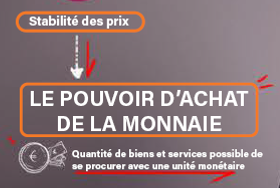 Stabilité des prix
LE POUVOIR D'ACHAT
DE LA MONNAIE
Quantité de biens et services possible de
se procurer avec une unité monétaire